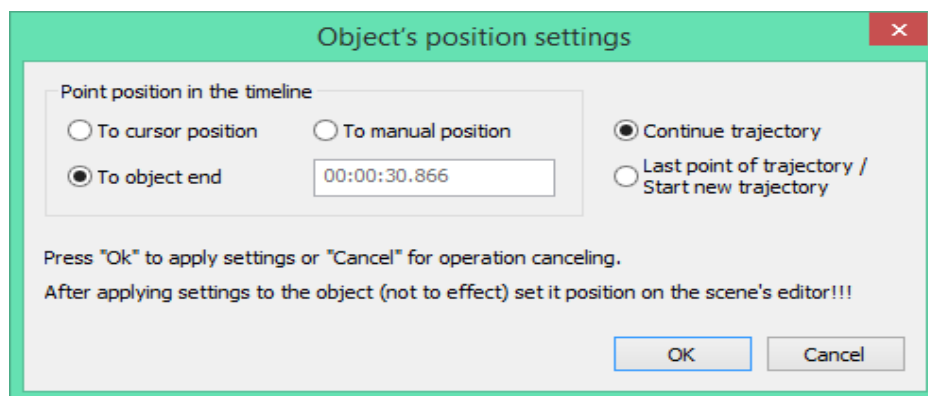 Object's position settings
Point position in the timeline
To cursor position
To manual position
To object end
00:00:30.866
Continue trajectory
Last point of trajectory /
Start new trajectory
Press "Ok" to apply settings or "Cancel" for operation canceling.
After applying settings to the object (not to effect) set it position on the scene's editor!!!
OK
Cancel